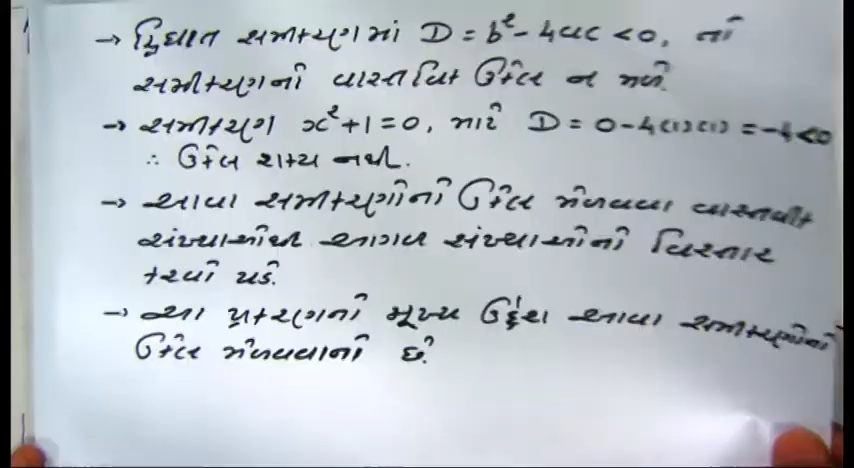 → દ્વિઘાત સમીકરણમાં D = b² - 4ac < 0, તો
સમીકરણનો વાસ્તવિક ઉકેલ ન મળે.
→ સમીકરણ x² + 1 = 0, માટે D = 0 - 4(1)(1) = -4 < 0
∴ ઉકેલ શક્ય નથી.
→ આવા સમીકરણોનો ઉકેલ મેળવવા વાસ્તવીક
સંખ્યાઓથી આગળ સંખ્યાઓનો વિસ્તાર
કરવો પડે.
→ આ પ્રકરણનો મુખ્ય ઉદ્દેશ આવા સમીકરણોનો
ઉકેલ મેળવવાનો છે.